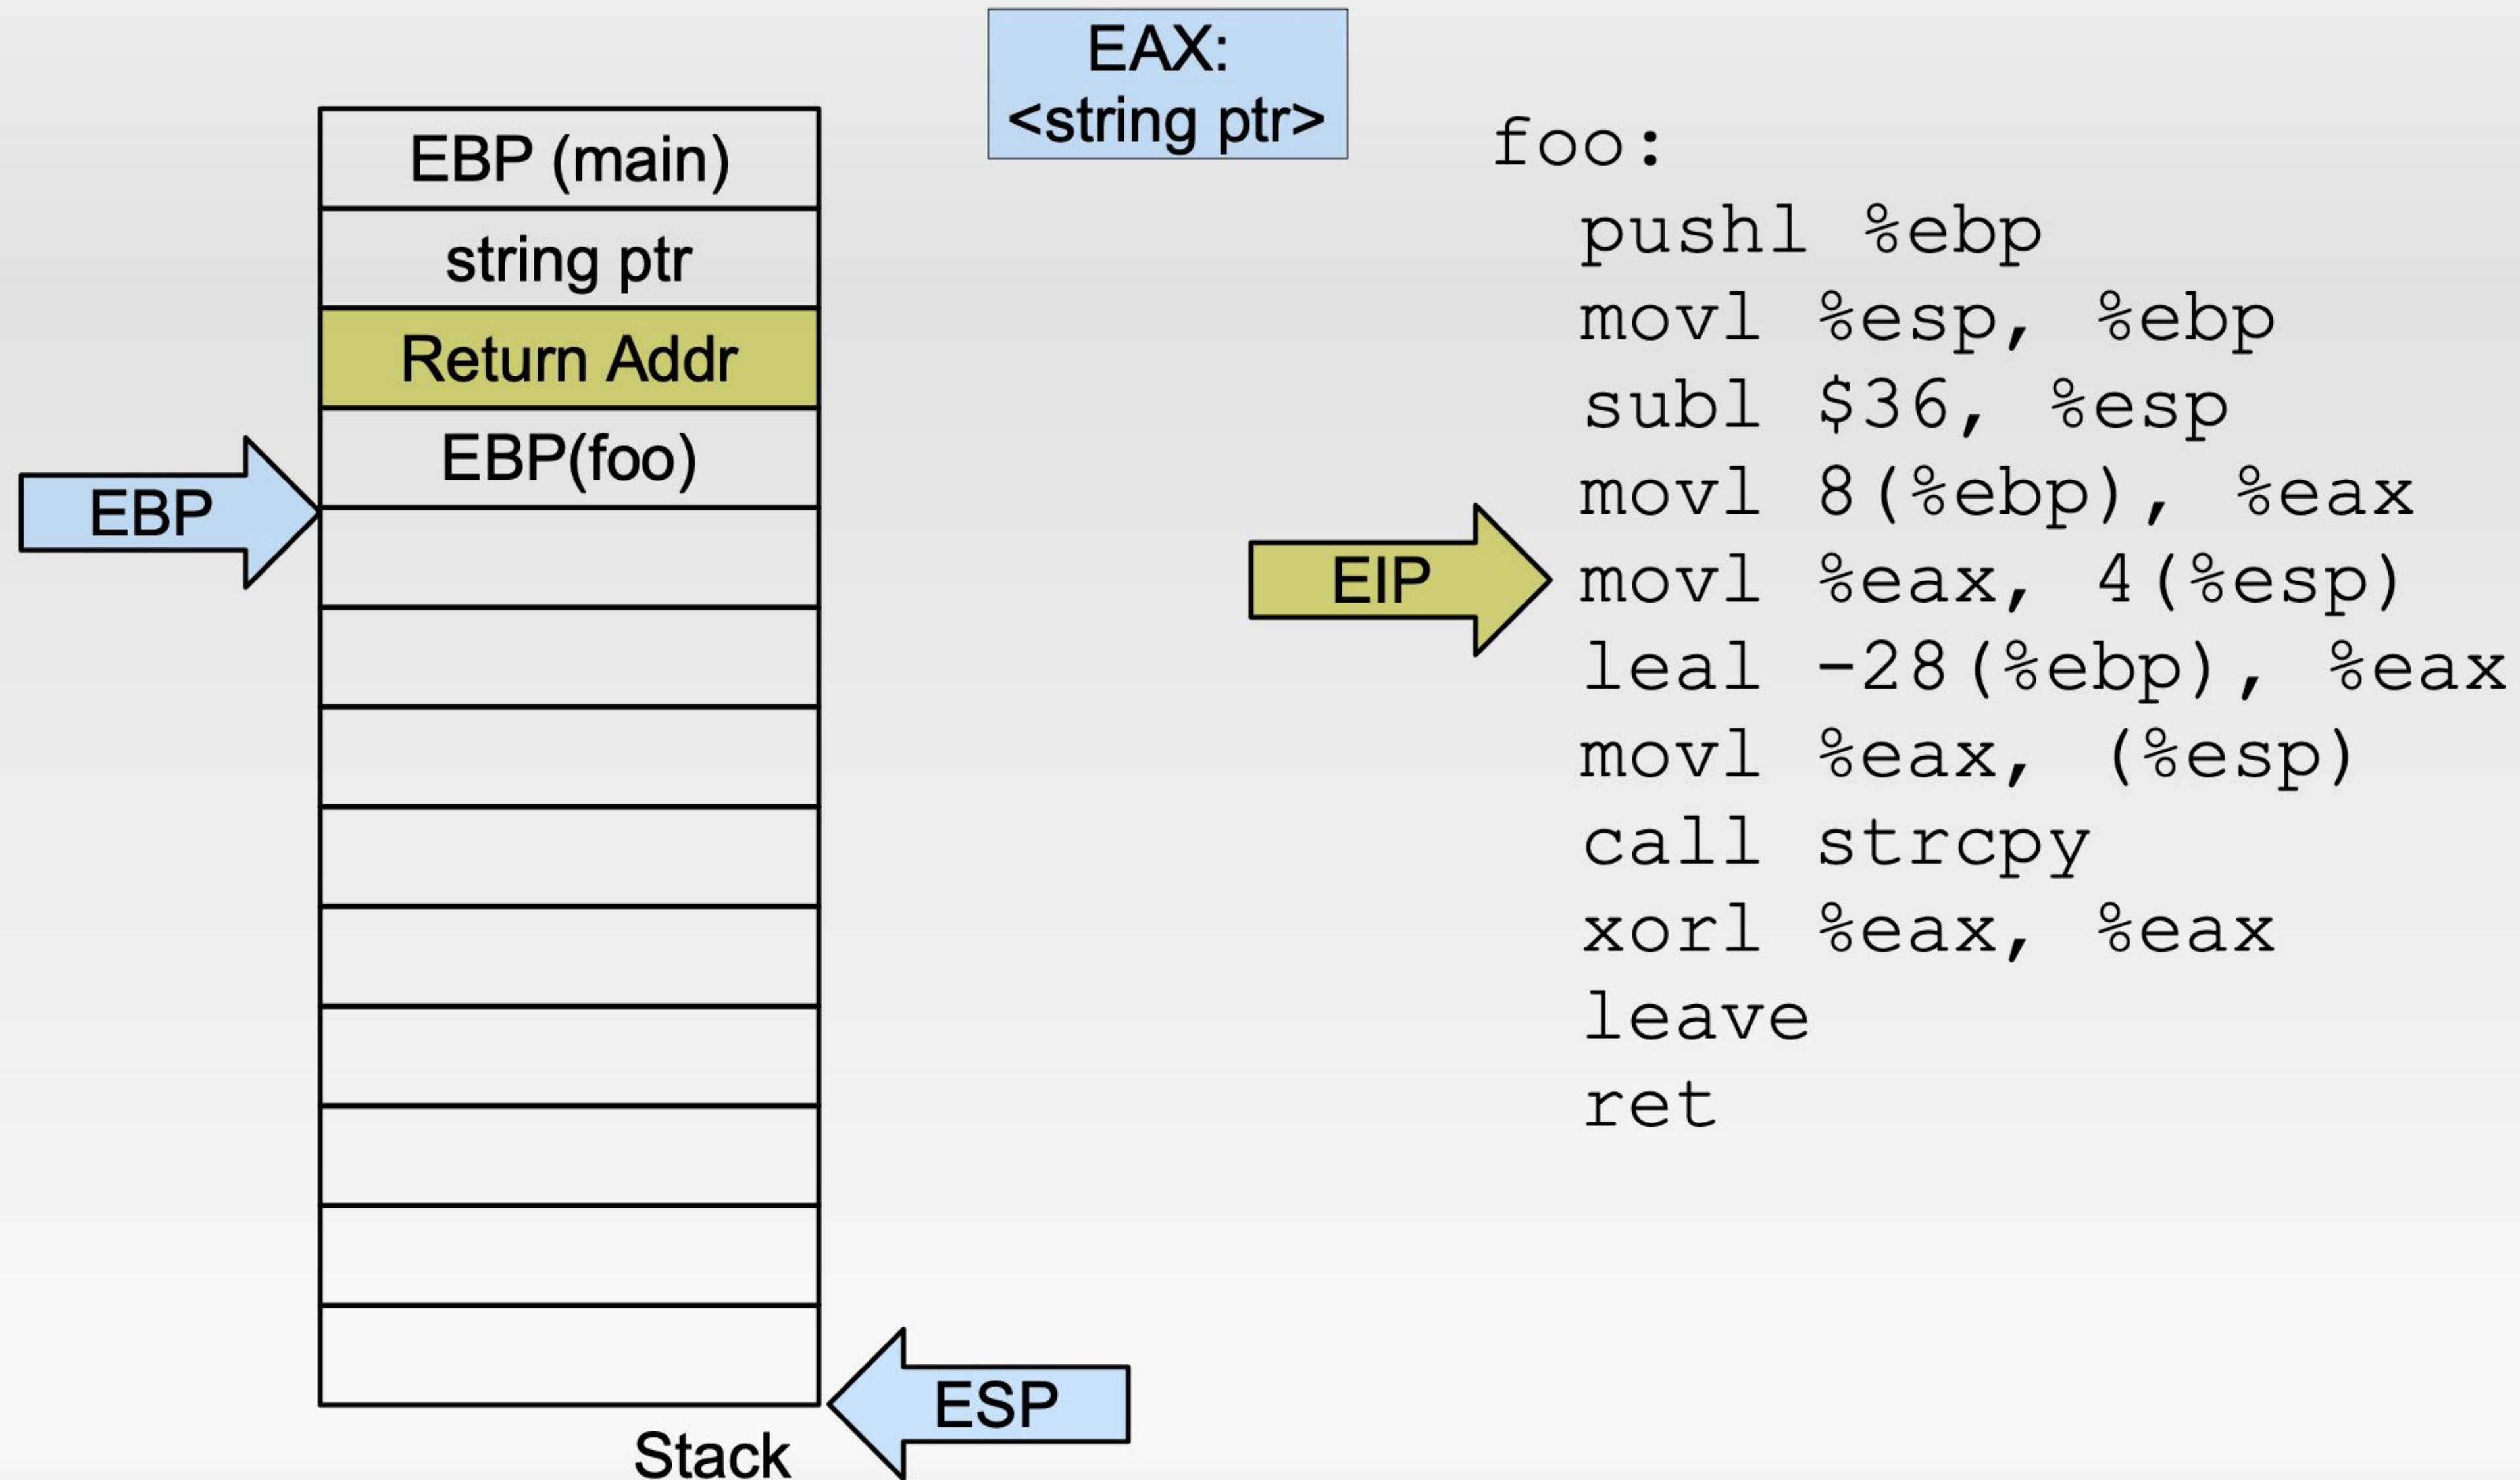 EAX:
<string ptr>
EBP (main)
string ptr
Return Addr
EBP(foo)
EBP
ESP
Stack
EIP
foo:
pushl %ebp
movl %esp, %ebp
subl $36, %esp
movl 8(%ebp), %eax
movl %eax, 4(%esp)
leal -28(%ebp), %eax
movl %eax, (%esp)
call strcpy
xorl %eax, %eax
leave
ret